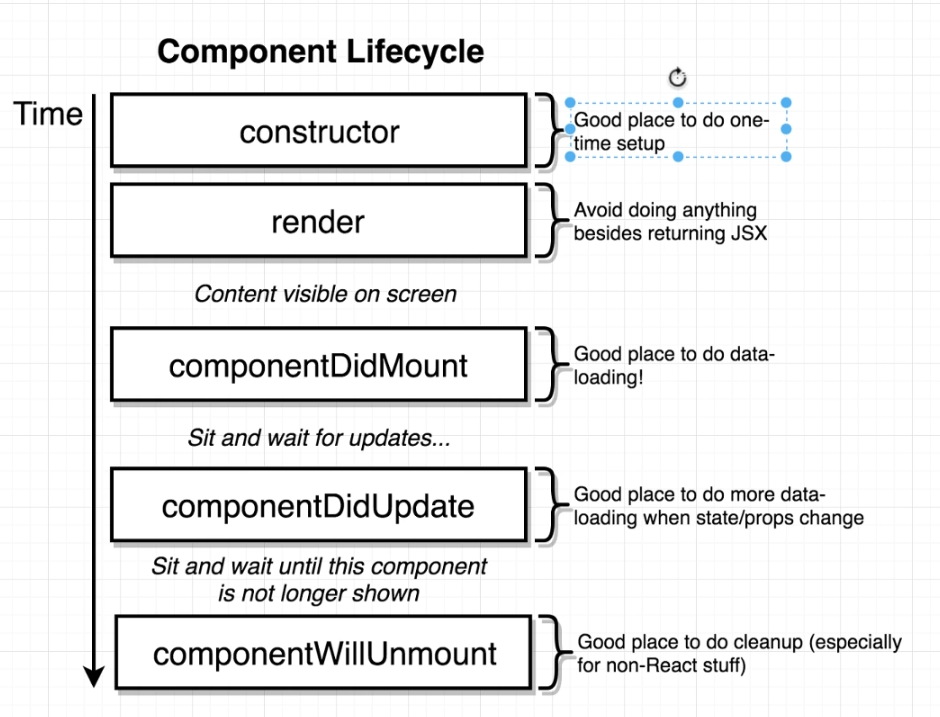 Component Lifecycle
Time
constructor
Good place to do one-
time setup
render
Avoid doing anything
besides returning JSX
Content visible on screen
componentDidMount
Good place to do data-
loading!
Sit and wait for updates...
componentDidUpdate
Good place to do more data-
loading when state/props change
Sit and wait until this component
is not longer shown
componentWillUnmount
Good place to do cleanup (especially
for non-React stuff)